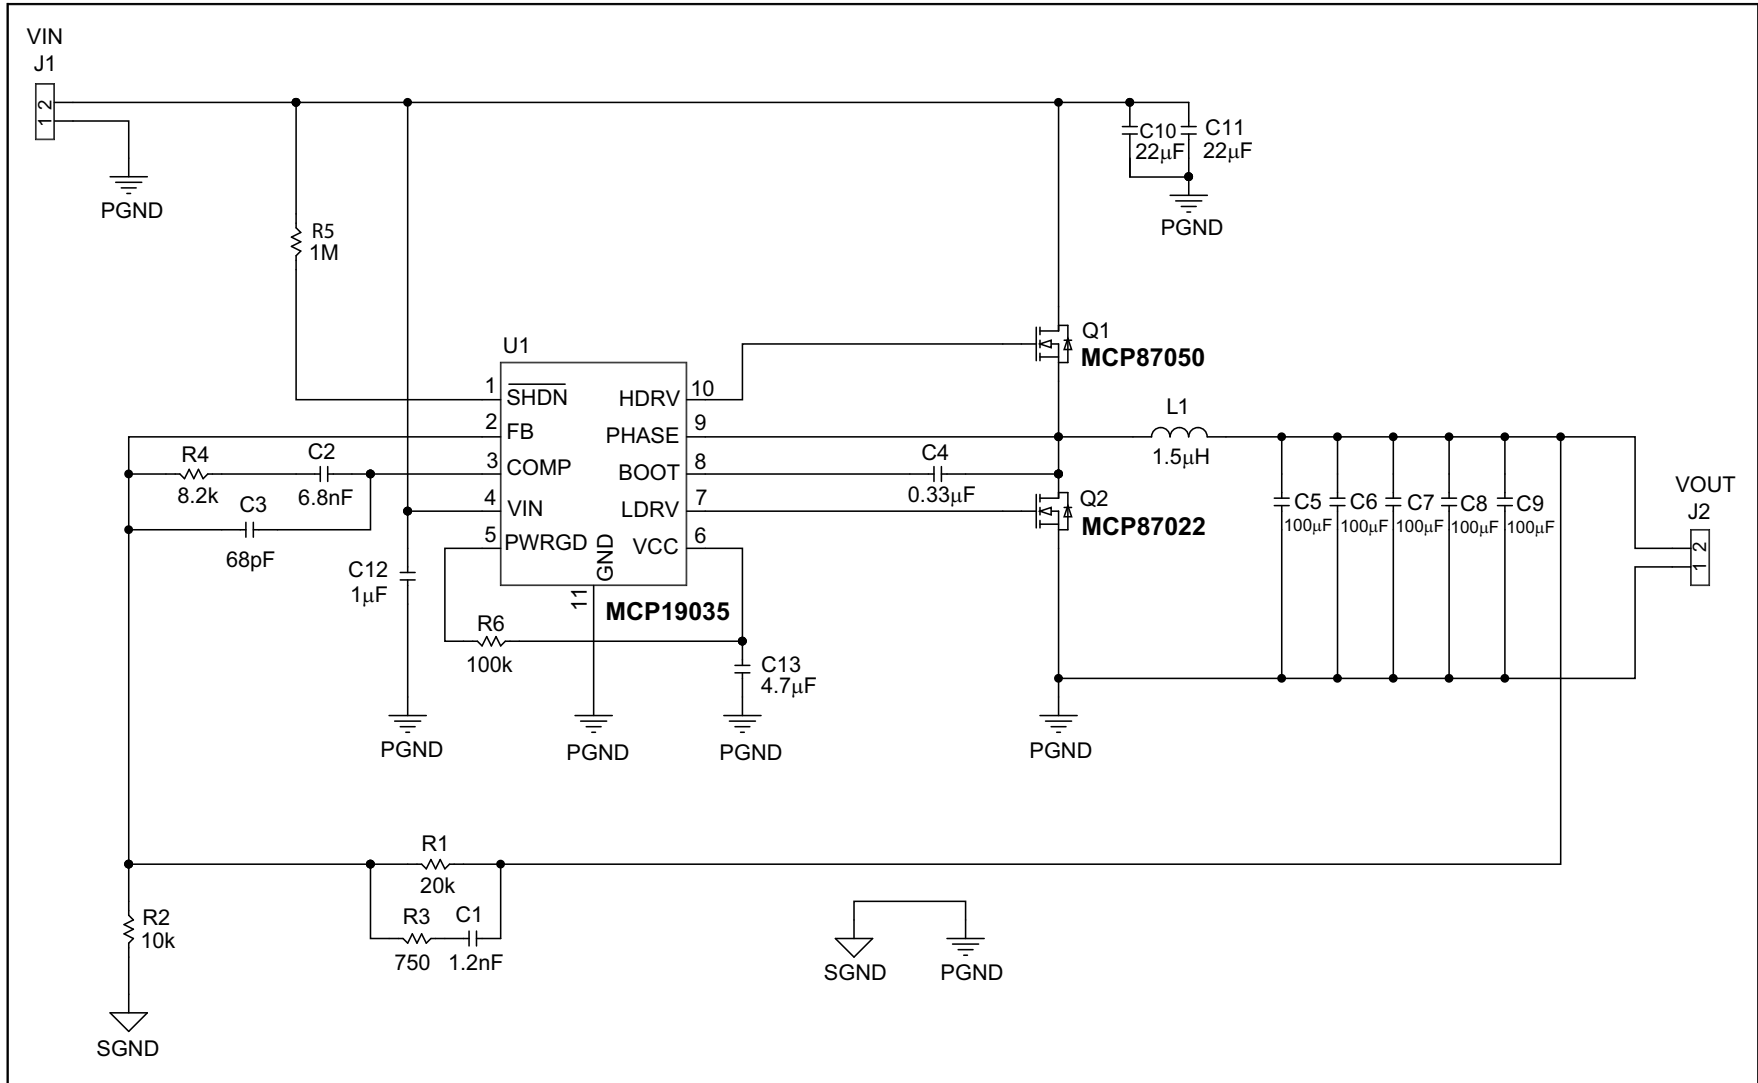 VIN
J1
2
1
PGND
R5
1M
C10
22µF
C11
22µF
PGND
U1
Q1
MCP87050
1
SHDN
HDRV
10
2
FB
PHASE
9
3
COMP
BOOT
8
4
VIN
LDRV
7
5
PWRGD
VCC
6
GND
11
MCP19035
R4
8.2k
C2
6.8nF
C3
68pF
C4
0.33µF
L1
1.5µH
Q2
MCP87022
C5
100µF
C6
100µF
C7
100µF
C8
100µF
C9
100µF
VOUT
J2
2
1
C12
1µF
R6
100k
C13
4.7µF
PGND
PGND
PGND
PGND
R1
20k
R2
10k
R3
750
C1
1.2nF
SGND
PGND
SGND